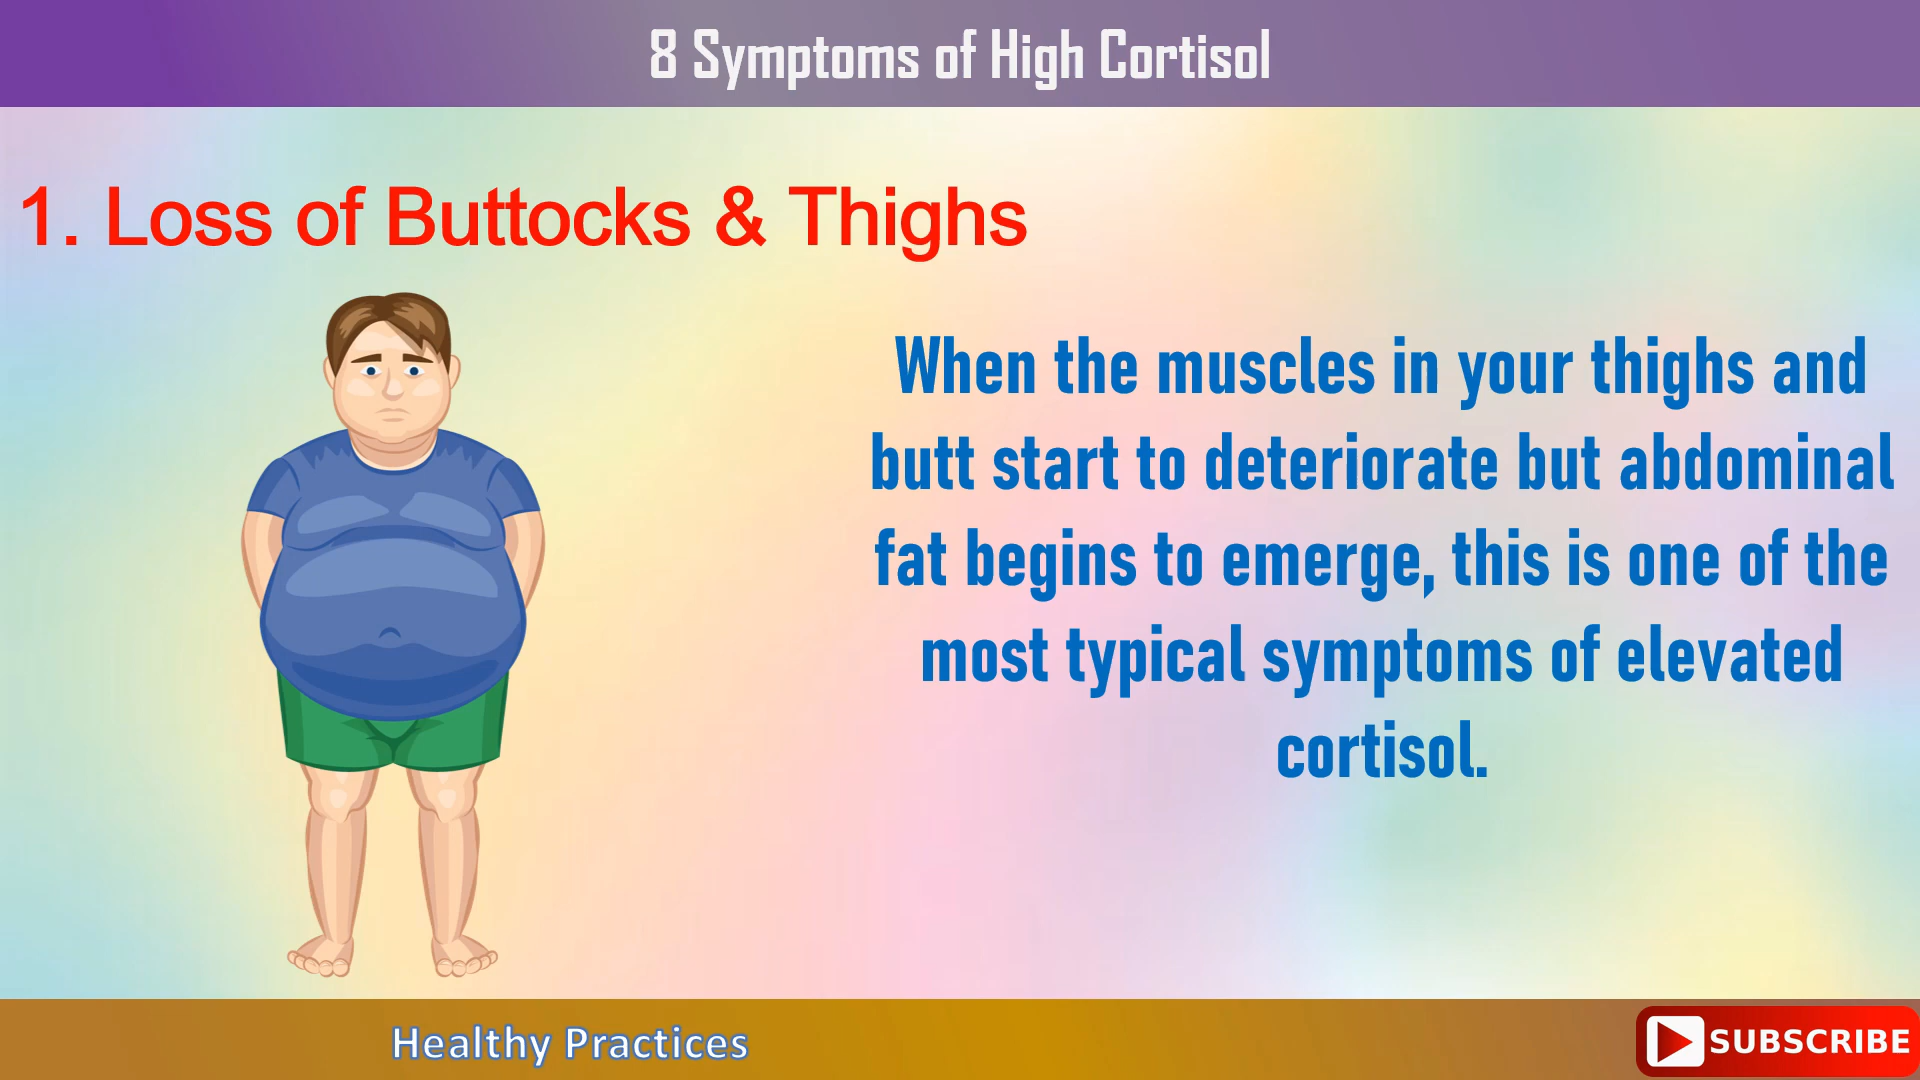 8 Symptoms of High Cortisol
1. Loss of Buttocks & Thighs
When the muscles in your thighs and
butt start to deteriorate but abdominal
fat begins to emerge, this is one of the
most typical symptoms of elevated
cortisol.
Healthy Practices
SUBSCRIBE